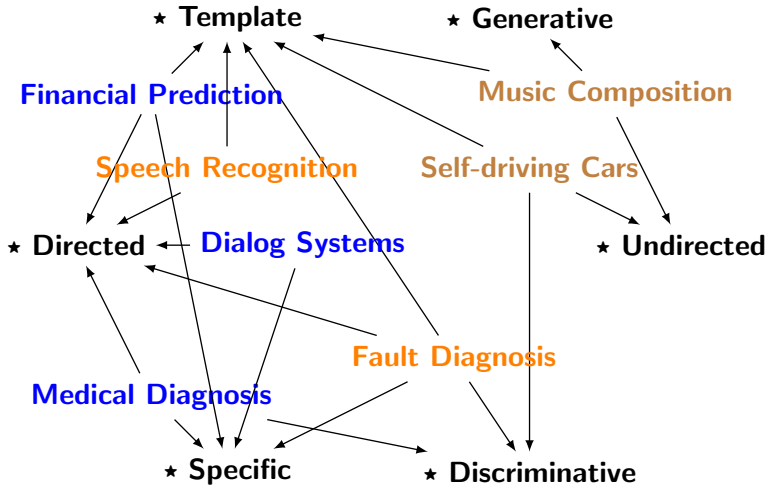 ★ Template
★ Generative
Financial Prediction
Music Composition
Speech Recognition
Self-driving Cars
★ Directed
Dialog Systems
★ Undirected
Fault Diagnosis
Medical Diagnosis
★ Specific
★ Discriminative